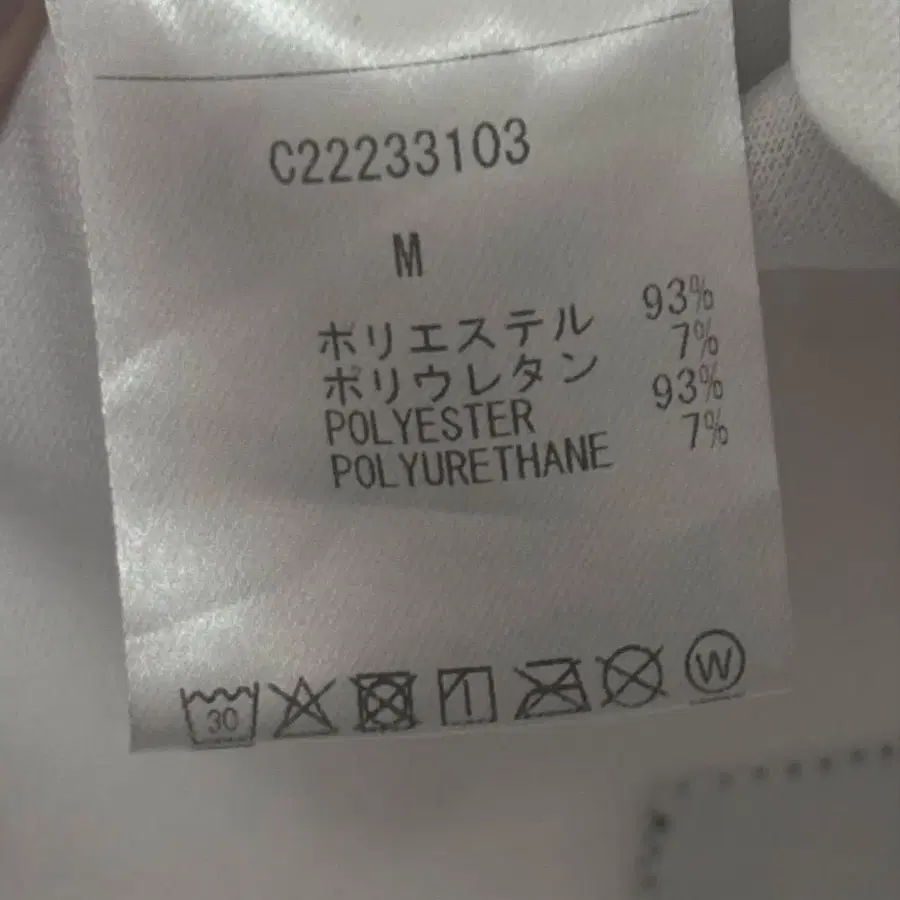 C22233103
M
ポリエステル 93%
ポリウレタン 7%
POLYESTER 93%
POLYURETHANE 7%
30
W